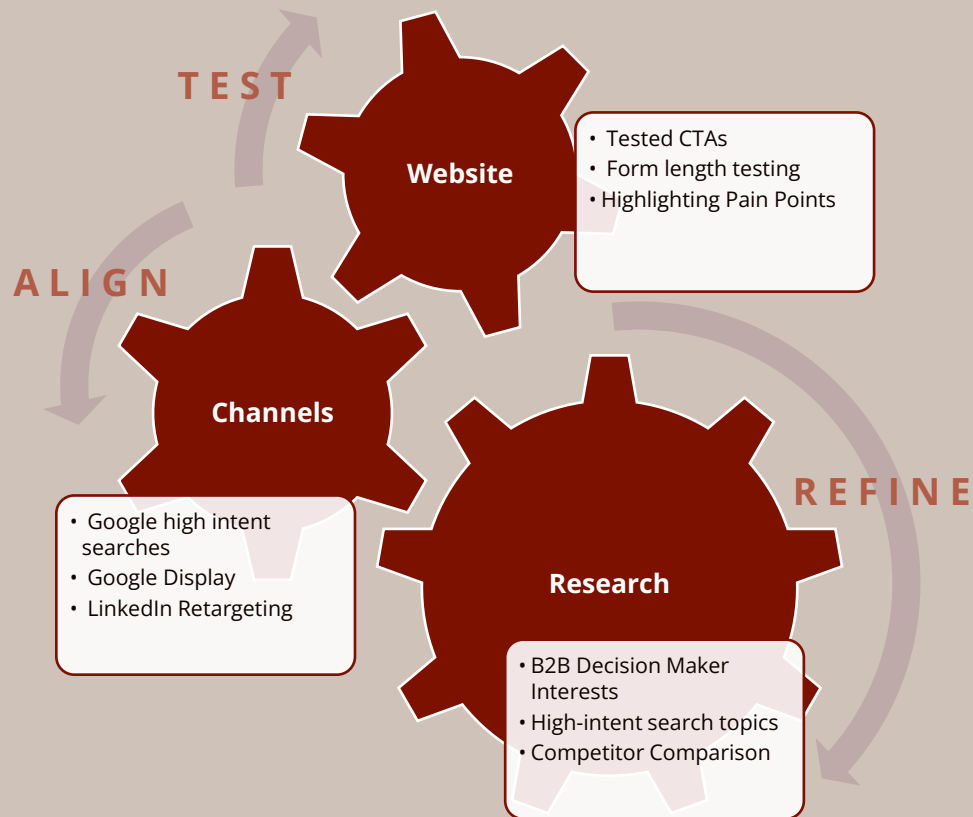 TEST
Website
• Tested CTAs
• Form length testing
• Highlighting Pain Points
ALIGN
Channels
• Google high intent
searches
• Google Display
• LinkedIn Retargeting
REFINE
Research
• B2B Decision Maker
Interests
• High-intent search topics
• Competitor Comparison